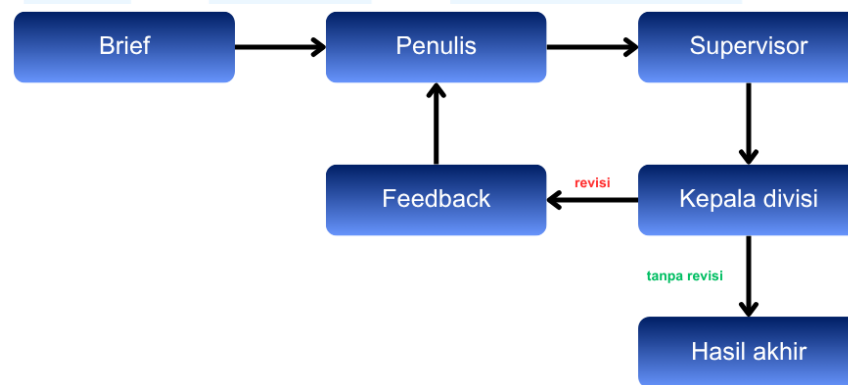 Brief
Penulis
Supervisor
Feedback
revisi
Kepala divisi
tanpa revisi
Hasil akhir